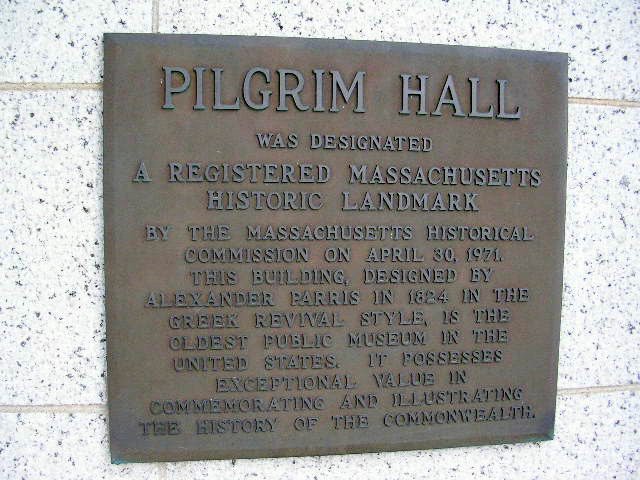 PILGRIM HALL
WAS DESIGNATED
A REGISTERED MASSACHUSETTS
HISTORIC LANDMARK
BY THE MASSACHUSETTS HISTORICAL
COMMISSION ON APRIL 30, 1971.
THIS BUILDING, DESIGNED BY
ALEXANDER PARRIS IN 1824 IN THE
GREEK REVIVAL STYLE, IS THE
OLDEST PUBLIC MUSEUM IN THE
UNITED STATES. IT POSSESSES
EXCEPTIONAL VALUE IN
COMMEMORATING AND ILLUSTRATING
THE HISTORY OF THE COMMONWEALTH.